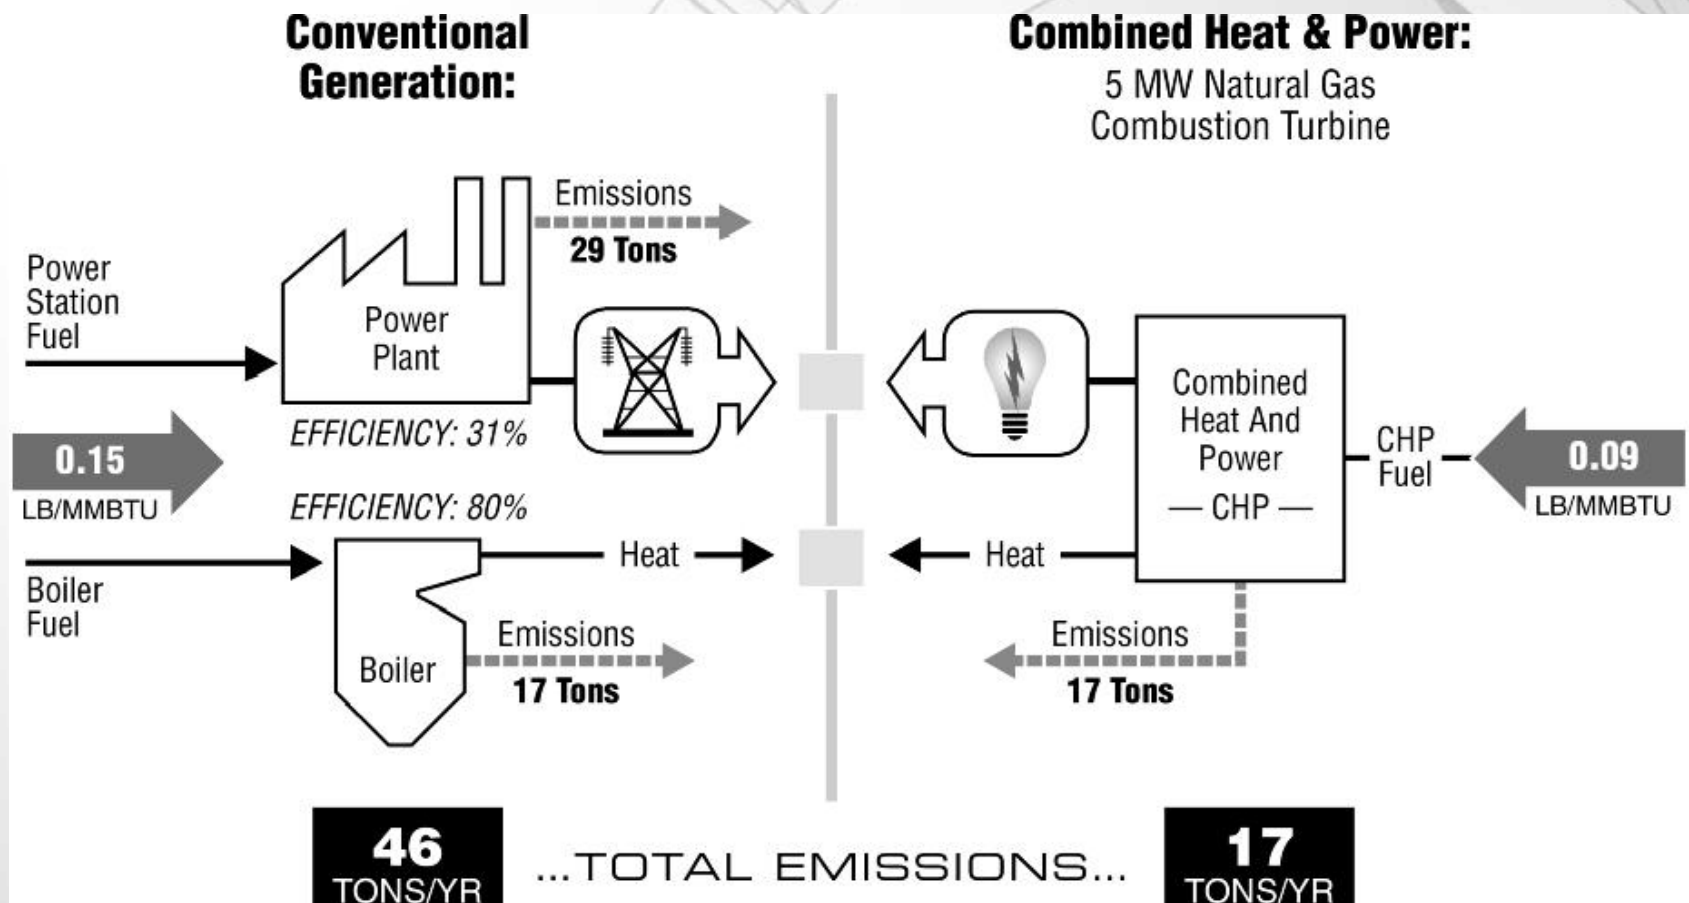 Conventional
Generation:
Combined Heat & Power:
5 MW Natural Gas
Combustion Turbine
Emissions
29 Tons
Power
Station
Fuel
Power
Plant
EFFICIENCY: 31%
0.15
LB/MMBTU
EFFICIENCY: 80%
Boiler
Fuel
Heat
Boiler
Emissions
17 Tons
Combined
Heat And
Power
— CHP —
CHP
Fuel
0.09
LB/MMBTU
Heat
Emissions
17 Tons
46
TONS/YR
...TOTAL EMISSIONS...
17
TONS/YR